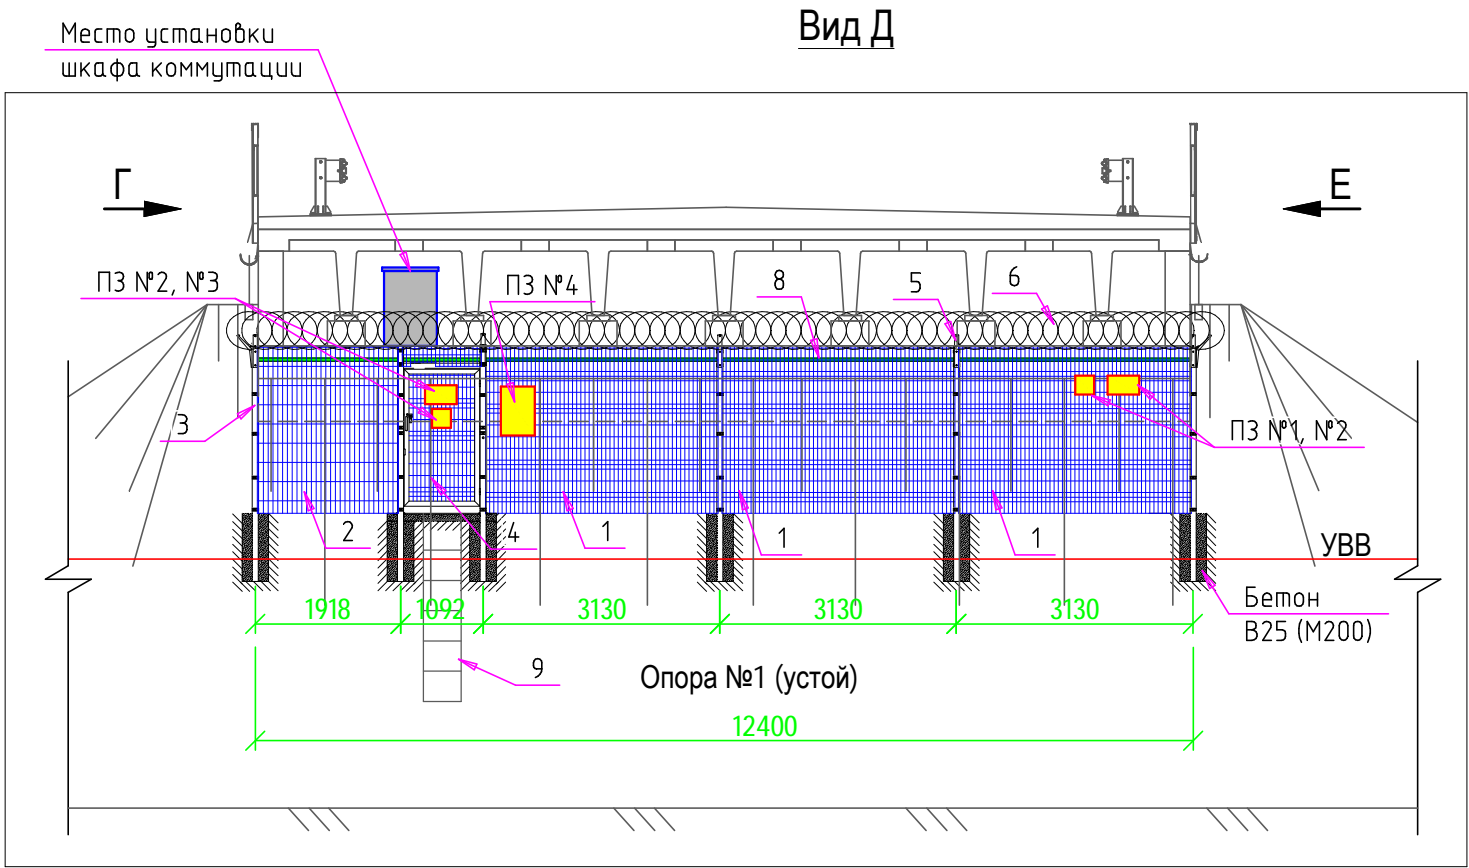 Вид Д
Место установки
шкафа коммутации
Г
Е
ПЗ №2, №3
ПЗ №4
8
5
6
3
ПЗ №1, №2
2
4
1
1
1
УВВ
1918
1092
3130
3130
3130
Бетон
В25 (М200)
9
Опора №1 (устой)
12400